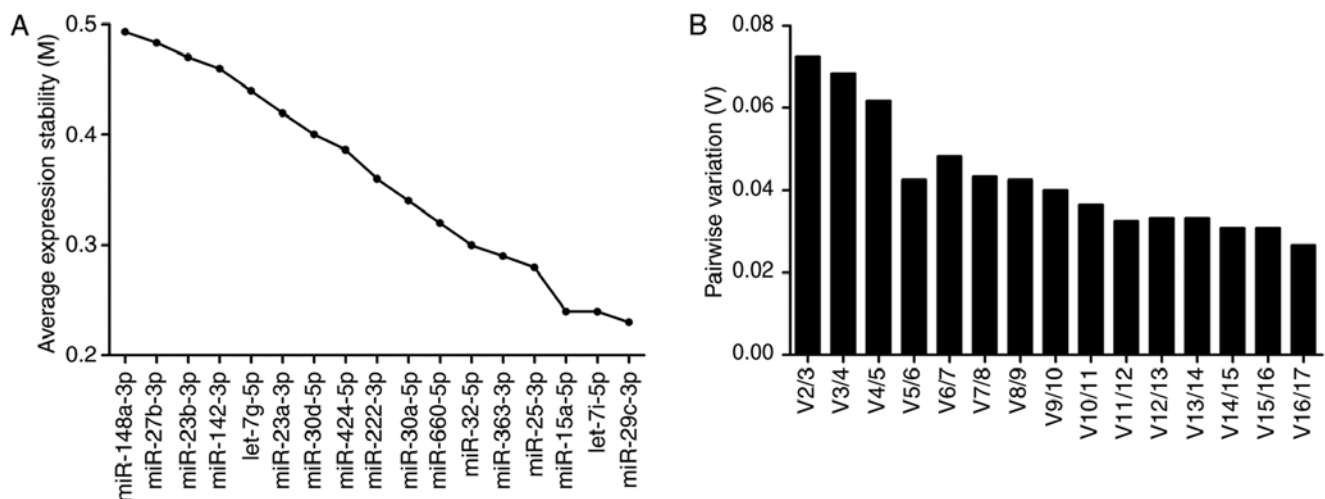 A
Average expression stability (M)
0.5
0.4
0.3
0.2
miR-148a-3p
miR-27b-3p
miR-23b-3p
miR-142-3p
let-7g-5p
miR-23a-3p
miR-30d-5p
miR-424-5p
miR-222-3p
miR-30a-5p
miR-660-5p
miR-32-5p
miR-363-3p
miR-25-3p
miR-15a-5p
let-7i-5p
miR-29c-3p
B
Pairwise variation (V)
0.08
0.06
0.04
0.02
0.00
V2/3
V3/4
V4/5
V5/6
V6/7
V7/8
V8/9
V9/10
V10/11
V11/12
V12/13
V13/14
V14/15
V15/16
V16/17